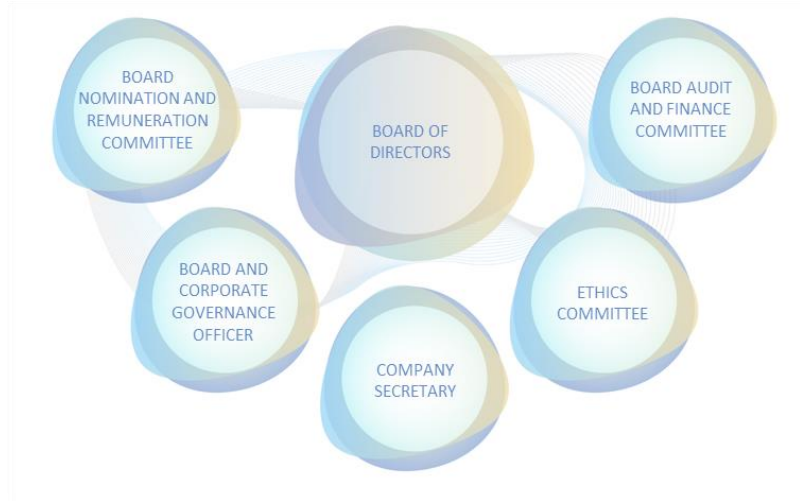 BOARD
NOMINATION AND
REMUNERATION
COMMITTEE
BOARD OF
DIRECTORS
BOARD AUDIT
AND FINANCE
COMMITTEE
BOARD AND
CORPORATE
GOVERNANCE
OFFICER
COMPANY
SECRETARY
ETHICS
COMMITTEE